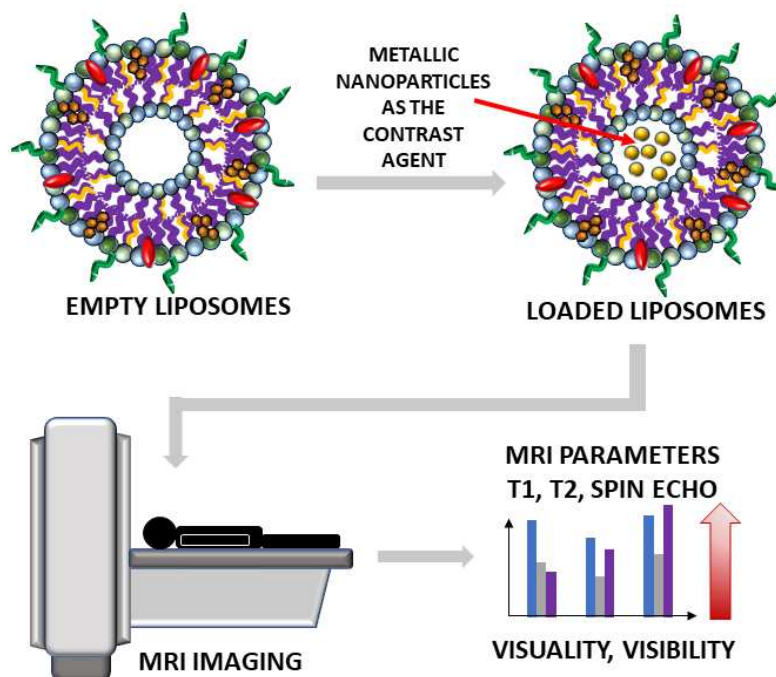 METALLIC
NANOPARTICLES
AS THE
CONTRAST
AGENT
EMPTY LIPOSOMES
LOADED LIPOSOMES
MRI PARAMETERS
T1, T2, SPIN ECHO
MRI IMAGING
VISUALITY, VISIBILITY